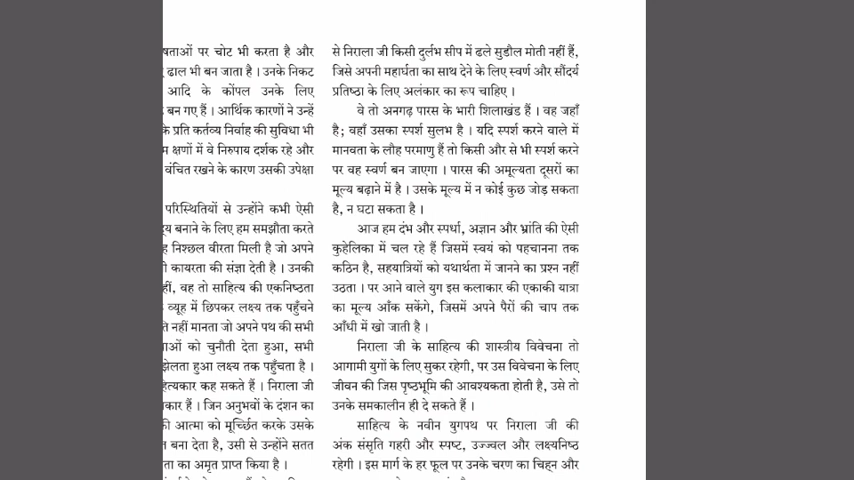 पर चोट भी करता है और
ढाल भी बन जाता है । उनके निकट
आदि के कोंपल उनके लिए
बन गए हैं । आर्थिक कारणों ने उन्हें
के प्रति कर्तव्य निर्वाह की सुविधा भी
क्षणों में वे निरुपाय दर्शक रहे और
वंचित रखने के कारण उसकी उपेक्षा
परिस्थितियों से उन्होंने कभी ऐसी
बनाने के लिए हम समझौता करते
निश्छल वीरता मिली है जो अपने
कायरता की संज्ञा देती है । उनकी
वह तो साहित्य की एकनिष्ठता
व्यूह में छिपकर लक्ष्य तक पहुँचने
नहीं मानता जो अपने पथ की सभी
को चुनौती देता हुआ, सभी
झेलता हुआ लक्ष्य तक पहुँचता है ।
कह सकते हैं । निराला जी
हैं । जिन अनुभवों के दंशन का
आत्मा को मूर्च्छित करके उसके
बना देता है, उसी से उन्होंने सतत
का अमृत प्राप्त किया है ।
से निराला जी किसी दुर्लभ सीप में ढले सुडौल मोती नहीं हैं,
जिसे अपनी महार्घता का साथ देने के लिए स्वर्ण और सौंदर्य
प्रतिष्ठा के लिए अलंकार का रूप चाहिए ।
वे तो अनगढ़ पारस के भारी शिलाखंड हैं । वह जहाँ
है; वहाँ उसका स्पर्श सुलभ है । यदि स्पर्श करने वाले में
मानवता के लौह परमाणु हैं तो किसी और से भी स्पर्श करने
पर वह स्वर्ण बन जाएगा । पारस की अमूल्यता दूसरों का
मूल्य बढ़ाने में है । उसके मूल्य में न कोई कुछ जोड़ सकता
है, न घटा सकता है ।
आज हम दंभ और स्पर्धा, अज्ञान और भ्रांति की ऐसी
कुहेलिका में चल रहे हैं जिसमें स्वयं को पहचानना तक
कठिन है, सहयात्रियों को यथार्थता में जानने का प्रश्न नहीं
उठता । पर आने वाले युग इस कलाकार की एकाकी यात्रा
का मूल्य आँक सकेंगे, जिसमें अपने पैरों की चाप तक
आँधी में खो जाती है ।
निराला जी के साहित्य की शास्त्रीय विवेचना तो
आगामी युगों के लिए सुकर रहेगी, पर उस विवेचना के लिए
जीवन की जिस पृष्ठभूमि की आवश्यकता होती है, उसे तो
उनके समकालीन ही दे सकते हैं ।
साहित्य के नवीन युगपथ पर निराला जी की
अंक संसृति गहरी और स्पष्ट, उज्ज्वल और लक्ष्यनिष्ठ
रहेगी । इस मार्ग के हर फूल पर उनके चरण का चिह्न और